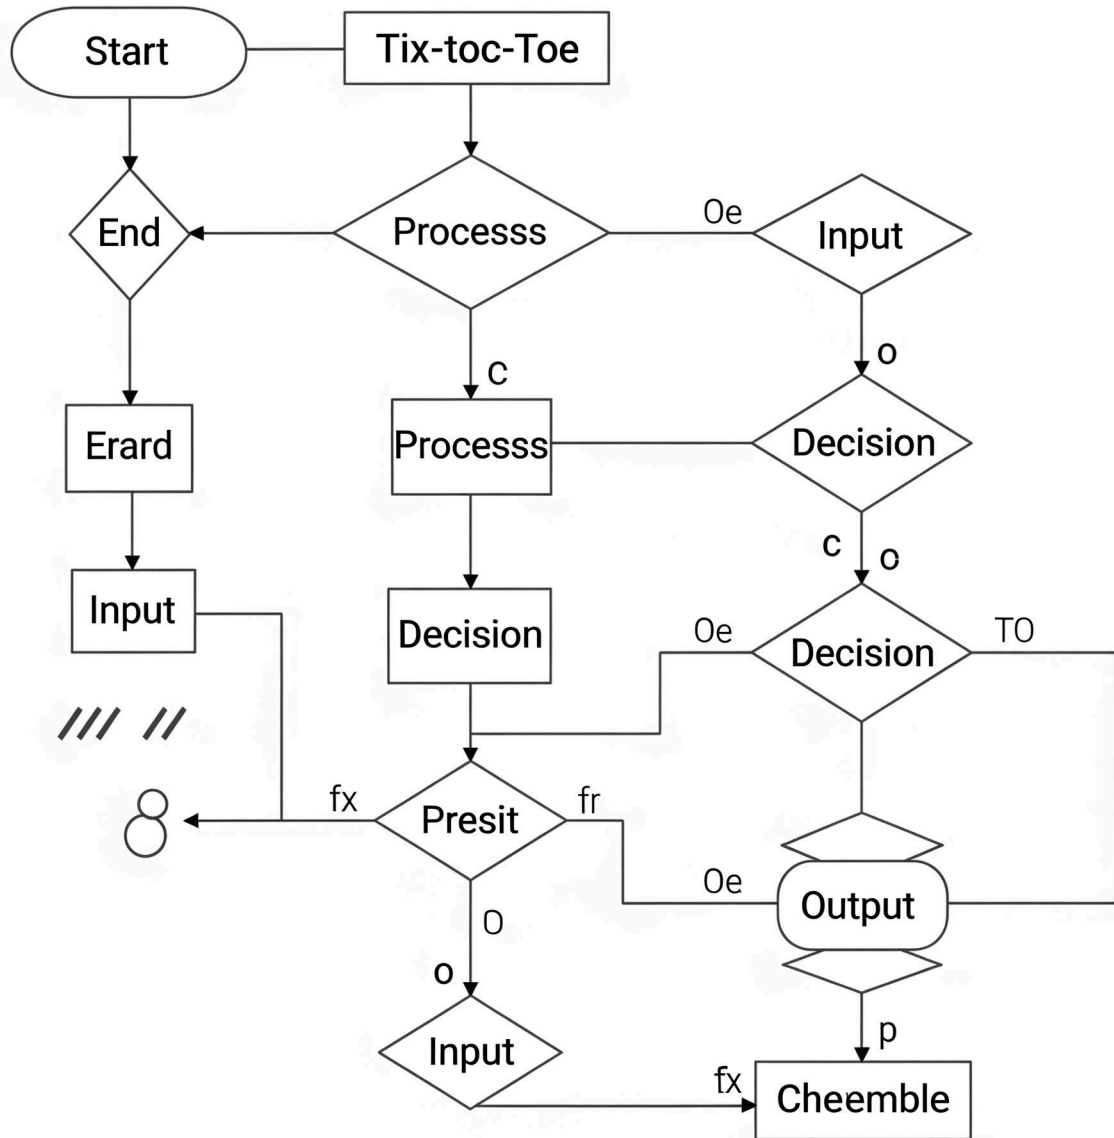 Start
Tix-toc-Toe
End
Processs
Oe
Input
c
o
Erard
Processs
Decision
c
o
Input
Decision
Oe
Decision
TO
fx
Presit
fr
Oe
Output
O
o
p
Input
fx
Cheemble